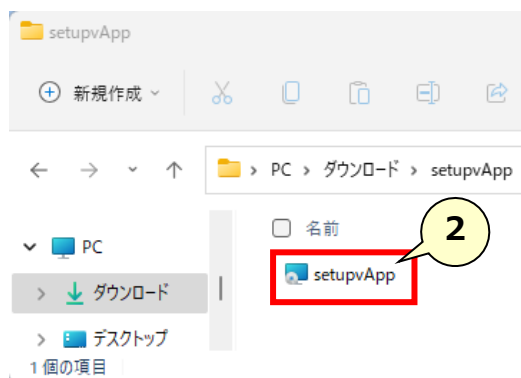 setupvApp
新規作成
PC > ダウンロード > setupvApp
名前
2
PC
setupvApp
ダウンロード
デスクトップ
1 個の項目